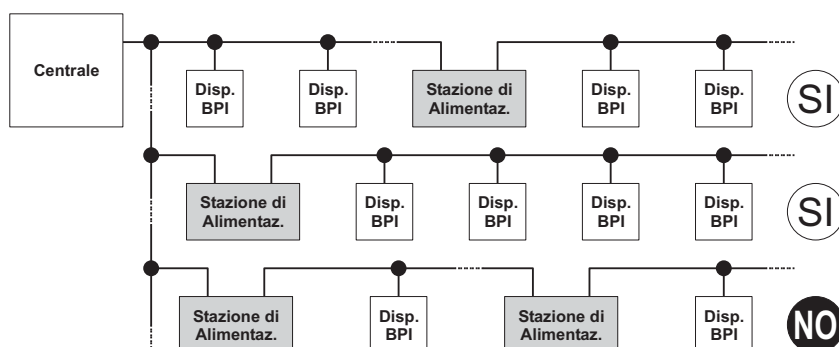 Centrale
Disp.
BPI
Disp.
BPI
Stazione di
Alimentaz.
Disp.
BPI
Disp.
BPI
SI
Stazione di
Alimentaz.
Disp.
BPI
Disp.
BPI
Disp.
BPI
Disp.
BPI
SI
Stazione di
Alimentaz.
Disp.
BPI
Stazione di
Alimentaz.
Disp.
BPI
NO